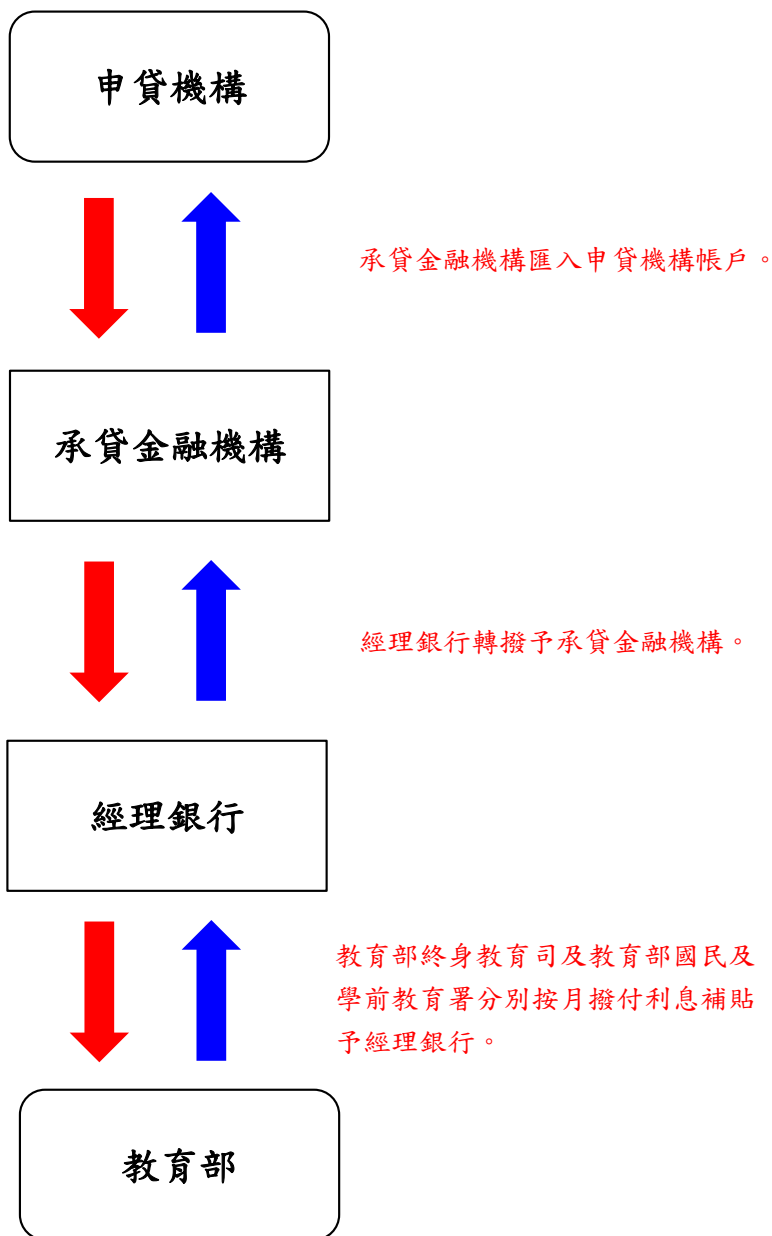 申貸機構
承貸金融機構匯入申貸機構帳戶。
承貸金融機構
經理銀行轉撥予承貸金融機構。
經理銀行
教育部終身教育司及教育部國民及
學前教育署分別按月撥付利息補貼
予經理銀行。
教育部